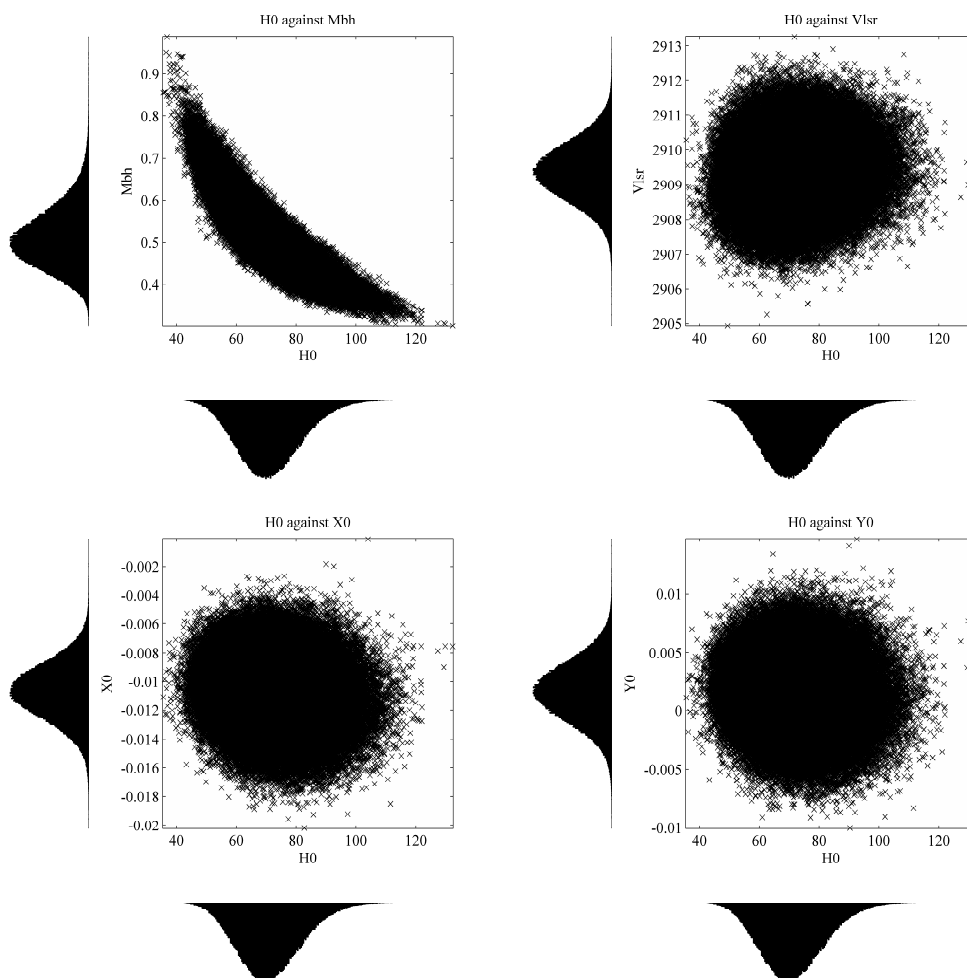 H0 against Mbh
0.9
0.8
0.7
0.6
0.5
0.4
Mbh
40 60 80 100 120
H0
H0 against Vlsr
2913
2912
2911
2910
2909
2908
2907
2906
2905
Vlsr
40 60 80 100 120
H0
H0 against X0
-0.002
-0.004
-0.006
-0.008
-0.01
-0.012
-0.014
-0.016
-0.018
-0.02
X0
40 60 80 100 120
H0
H0 against Y0
0.01
0.005
0
-0.005
-0.01
Y0
40 60 80 100 120
H0